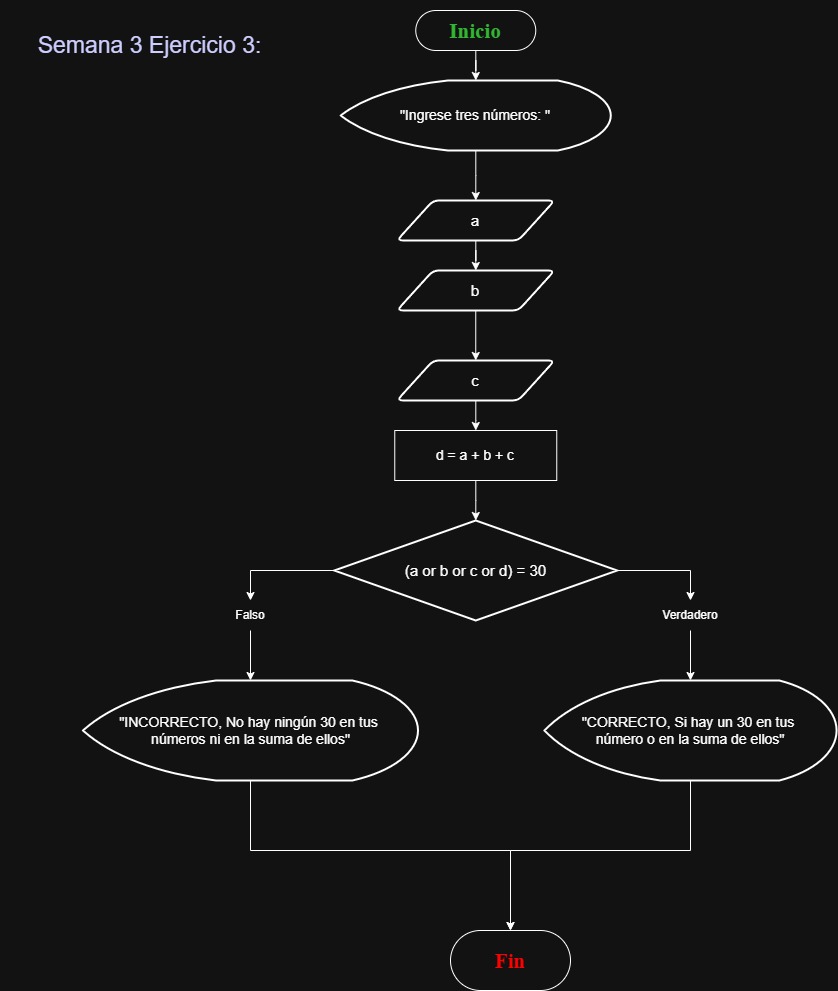 Semana 3 Ejercicio 3:
Inicio
"Ingrese tres números: "
a
b
c
d = a + b + c
(a or b or c or d) = 30
Falso
Verdadero
"INCORRECTO, No hay ningún 30 en tus
números ni en la suma de ellos"
"CORRECTO, Si hay un 30 en tus
número o en la suma de ellos"
Fin